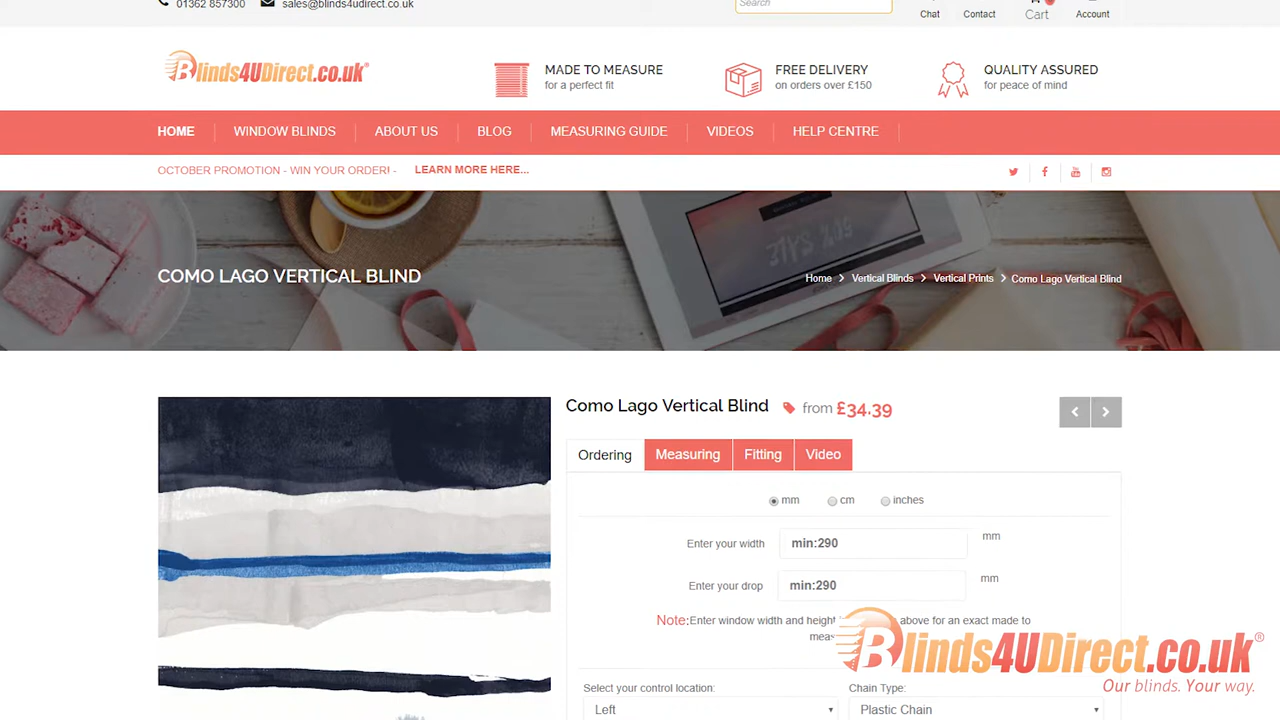 01362 857300
sales@blinds4udirect.co.uk
Search
Chat
Contact
Cart
Account
Blinds4UDirect.co.uk®
MADE TO MEASURE
for a perfect fit
FREE DELIVERY
on orders over £150
QUALITY ASSURED
for peace of mind
HOME
WINDOW BLINDS
ABOUT US
BLOG
MEASURING GUIDE
VIDEOS
HELP CENTRE
OCTOBER PROMOTION - WIN YOUR ORDER! -
LEARN MORE HERE...
50% SALE
COMO LAGO VERTICAL BLIND
Home
Vertical Blinds
Vertical Prints
Como Lago Vertical Blind
Como Lago Vertical Blind
from £34.39
Ordering
Measuring
Fitting
Video
mm
cm
inches
Enter your width
min:290
mm
Enter your drop
min:290
mm
Note:Enter window width and height above for an exact made to
Select your control location:
Left
Chain Type:
Plastic Chain
Blinds4UDirect.co.uk®
Our blinds. Your way.